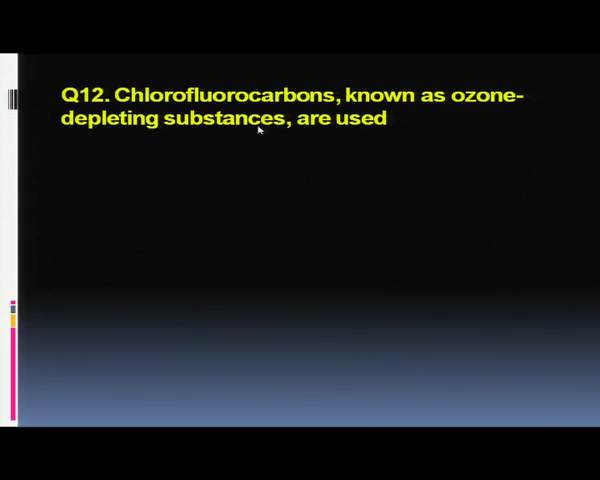 Q12. Chlorofluorocarbons, known as ozone-
depleting substances, are used